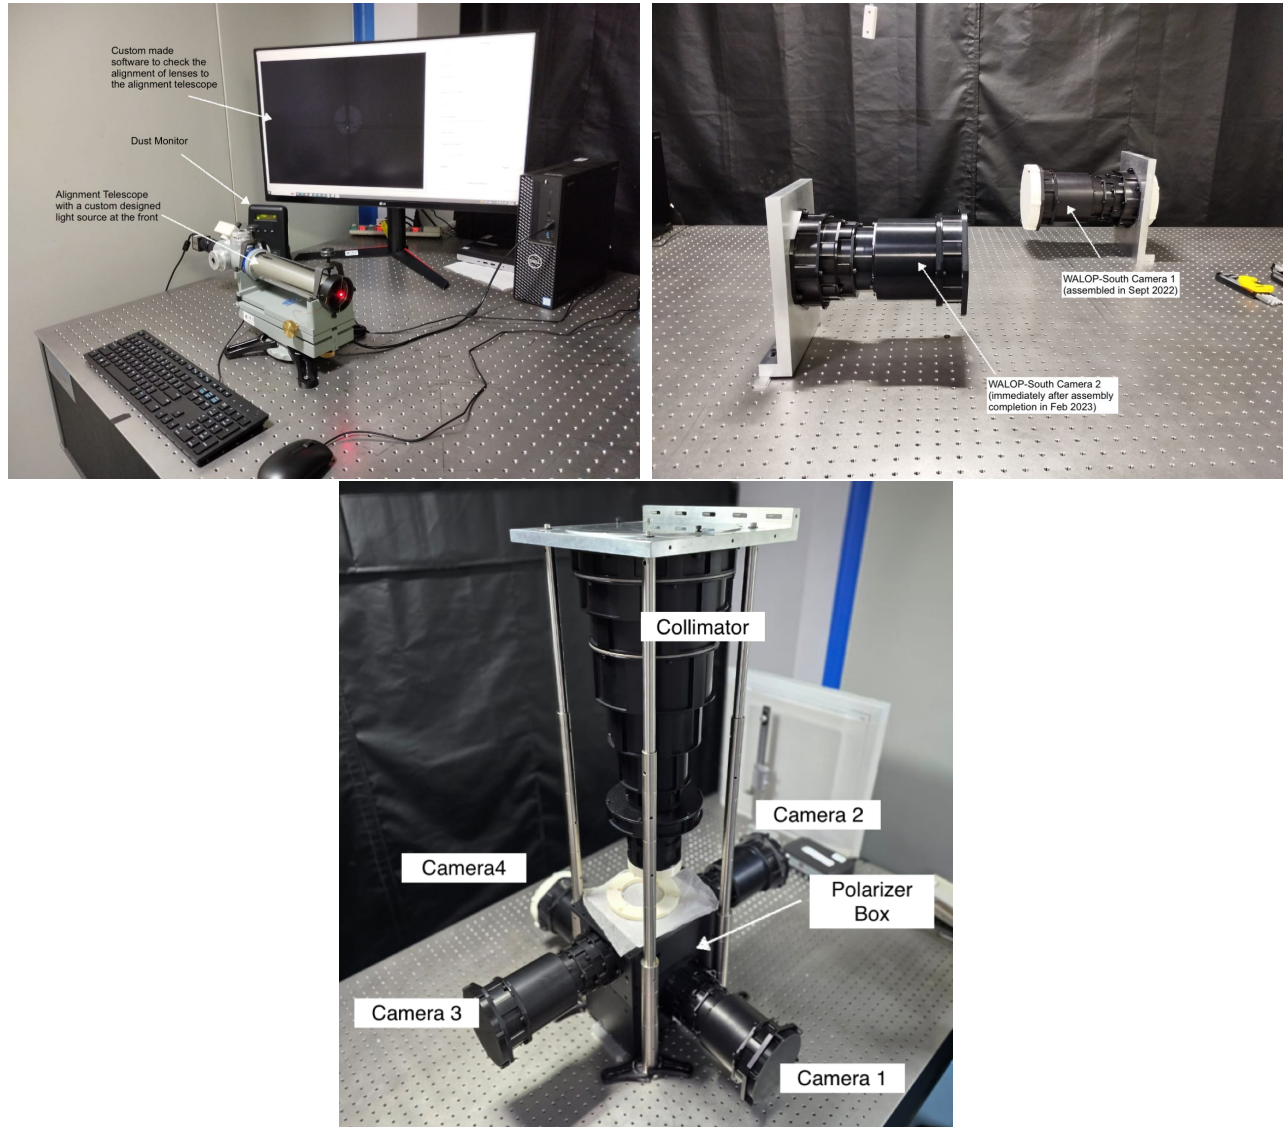 Custom made
software to check the
alignment of lenses to
the alignment telescope
Dust Monitor
Alignment Telescope
with a custom designed
light source at the front
LG
DELL
WALOP-South Camera 1
(assembled in Sept 2022)
WALOP-South Camera 2
(immediately after assembly
completion in Feb 2023)
Collimator
Camera 2
Camera4
Polarizer
Box
Camera 3
Camera 1